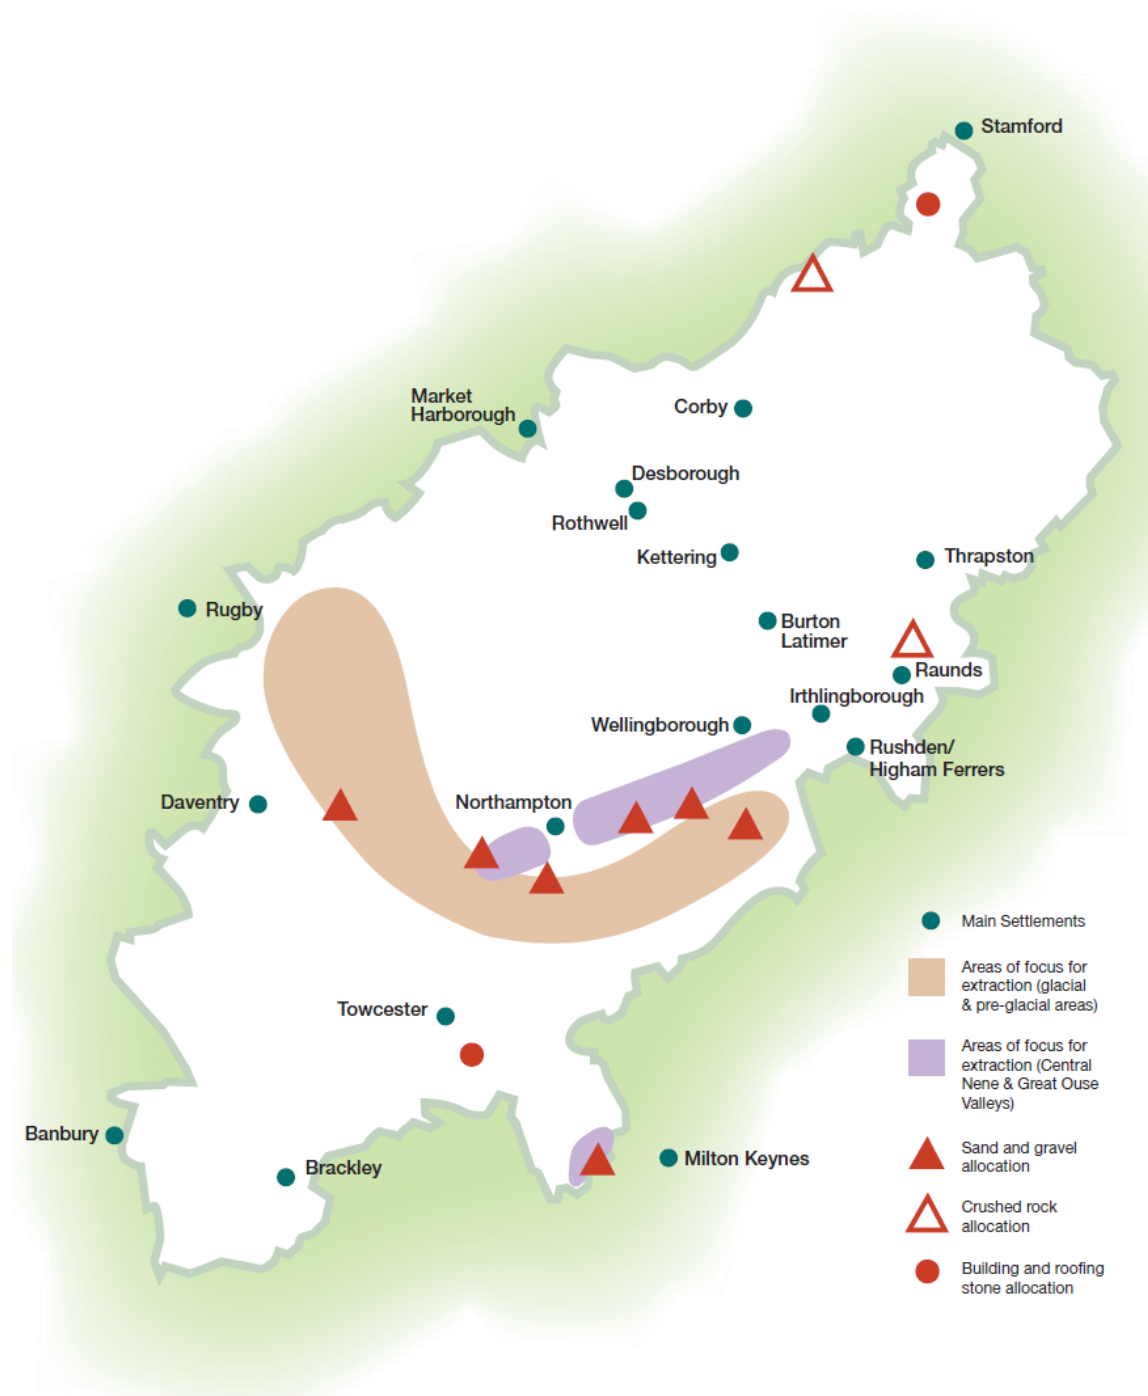 Stamford
Market
Harborough
Corby
Desborough
Rothwell
Kettering
Thrapston
Rugby
Burton
Latimer
Raunds
Irthlingborough
Wellingborough
Rushden/
Higham Ferrers
Daventry
Northampton
Towcester
Banbury
Brackley
Milton Keynes
Main Settlements
Areas of focus for
extraction (glacial
& pre-glacial areas)
Areas of focus for
extraction (Central
Nene & Great Ouse
Valleys)
Sand and gravel
allocation
Crushed rock
allocation
Building and roofing
stone allocation